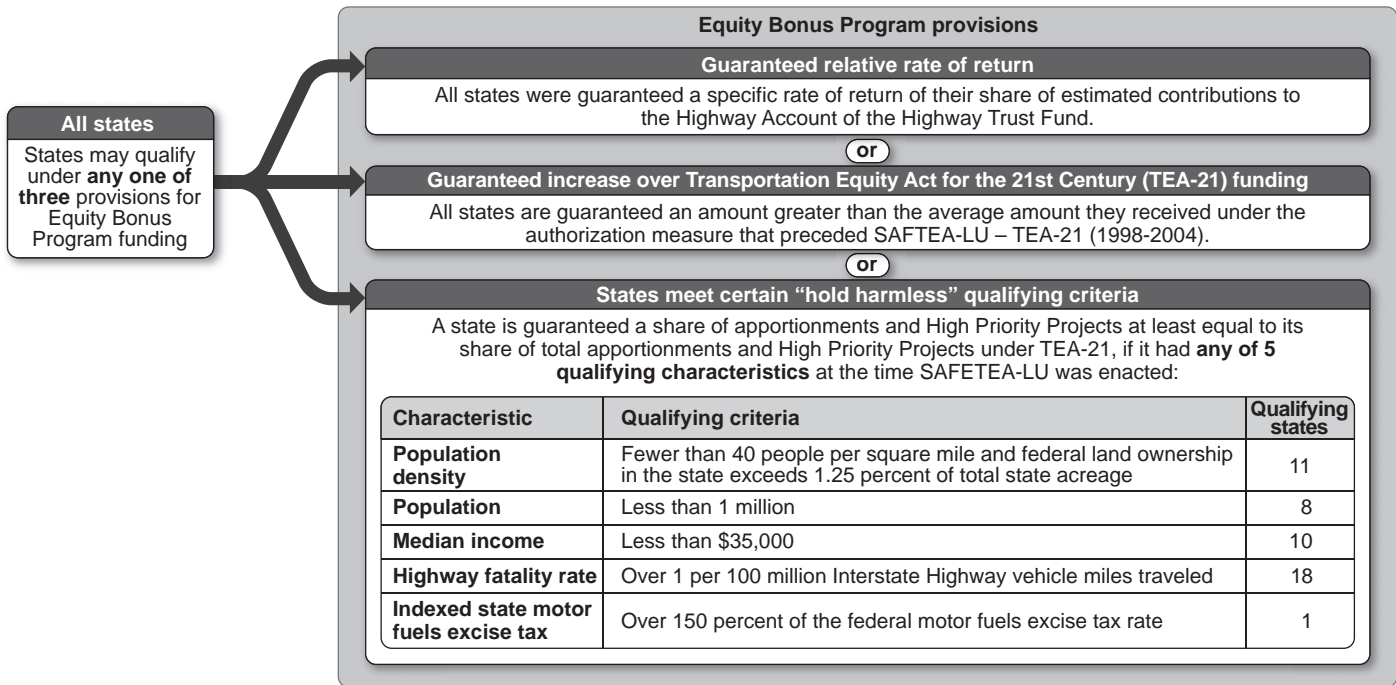 Equity Bonus Program provisions
All states
States may qualify
under any one of
three provisions for
Equity Bonus
Program funding
Guaranteed relative rate of return
All states were guaranteed a specific rate of return of their share of estimated contributions to
the Highway Account of the Highway Trust Fund.
or
Guaranteed increase over Transportation Equity Act for the 21st Century (TEA-21) funding
All states are guaranteed an amount greater than the average amount they received under the
authorization measure that preceded SAFTEA-LU – TEA-21 (1998-2004).
or
States meet certain “hold harmless” qualifying criteria
A state is guaranteed a share of apportionments and High Priority Projects at least equal to its
share of total apportionments and High Priority Projects under TEA-21, if it had any of 5
qualifying characteristics at the time SAFETEA-LU was enacted:
Characteristic Qualifying criteria Qualifying
states
Population
density
Fewer than 40 people per square mile and federal land ownership
in the state exceeds 1.25 percent of total state acreage
11
Population Less than 1 million 8
Median income Less than $35,000 10
Highway fatality rate Over 1 per 100 million Interstate Highway vehicle miles traveled 18
Indexed state motor
fuels excise tax
Over 150 percent of the federal motor fuels excise tax rate 1